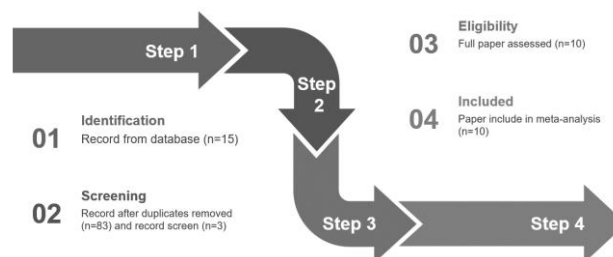 Step 1
Step
2
Step 3
Step 4
01
Identification
Record from database (n=15)
02
Screening
Record after duplicates removed
(n=83) and record screen (n=3)
03
Eligibility
Full paper assessed (n=10)
04
Included
Paper include in meta-analysis
(n=10)